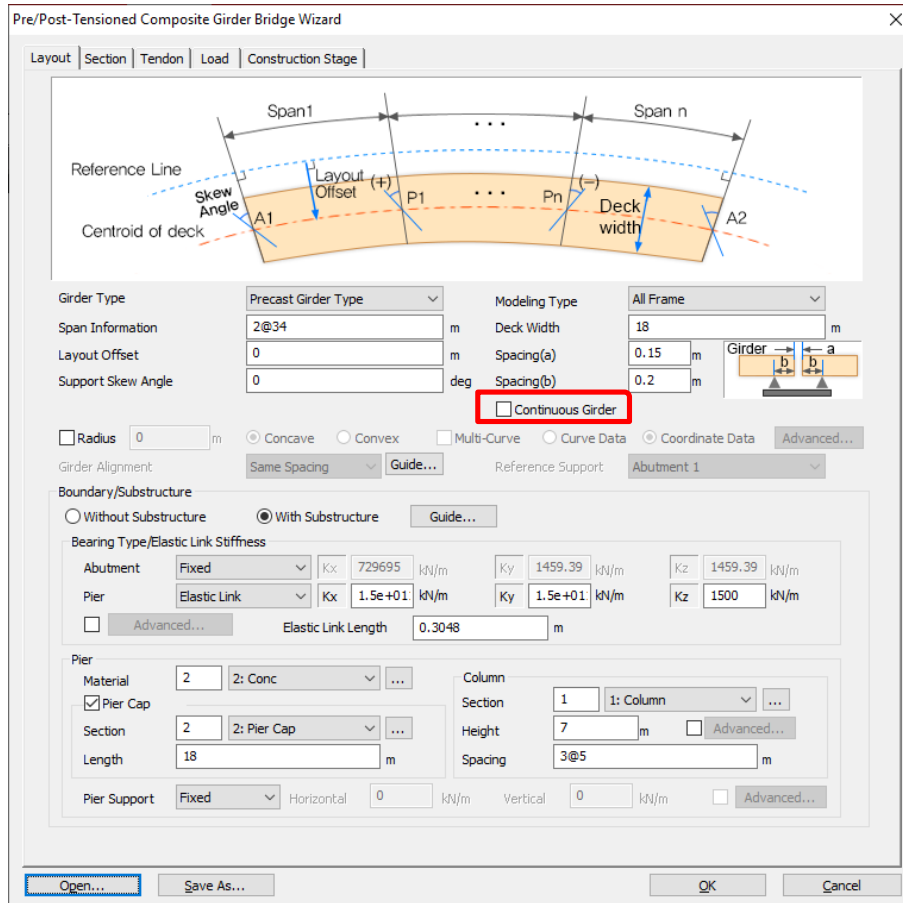 Pre/Post-Tensioned Composite Girder Bridge Wizard
Layout Section Tendon Load Construction Stage
Span1 ... Span n
Reference Line
Layout Offset
Skew Angle
(+) (-)
A1 P1 ... Pn A2
Deck width
Centroid of deck
Girder Type Precast Girder Type Modeling Type All Frame
Span Information 2@34 m Deck Width 18 m
Layout Offset 0 m Spacing(a) 0.15 m Girder a
b b
Support Skew Angle 0 deg Spacing(b) 0.2 m
Continuous Girder
Radius 0 m Concave Convex Multi-Curve Curve Data Coordinate Data Advanced...
Girder Alignment Same Spacing Guide... Reference Support Abutment 1
Boundary/Substructure
Without Substructure With Substructure Guide...
Bearing Type/Elastic Link Stiffness
Abutment Fixed Kx 729695 kN/m Ky 1459.39 kN/m Kz 1459.39 kN/m
Pier Elastic Link Kx 1.5e+01 kN/m Ky 1.5e+01 kN/m Kz 1500 kN/m
Advanced... Elastic Link Length 0.3048 m
Pier
Material 2 2: Conc ... Column
Pier Cap Section 1 1: Column ...
Section 2 2: Pier Cap ... Height 7 m Advanced...
Length 18 m Spacing 3@5 m
Pier Support Fixed Horizontal 0 kN/m Vertical 0 kN/m Advanced...
Open... Save As... OK Cancel